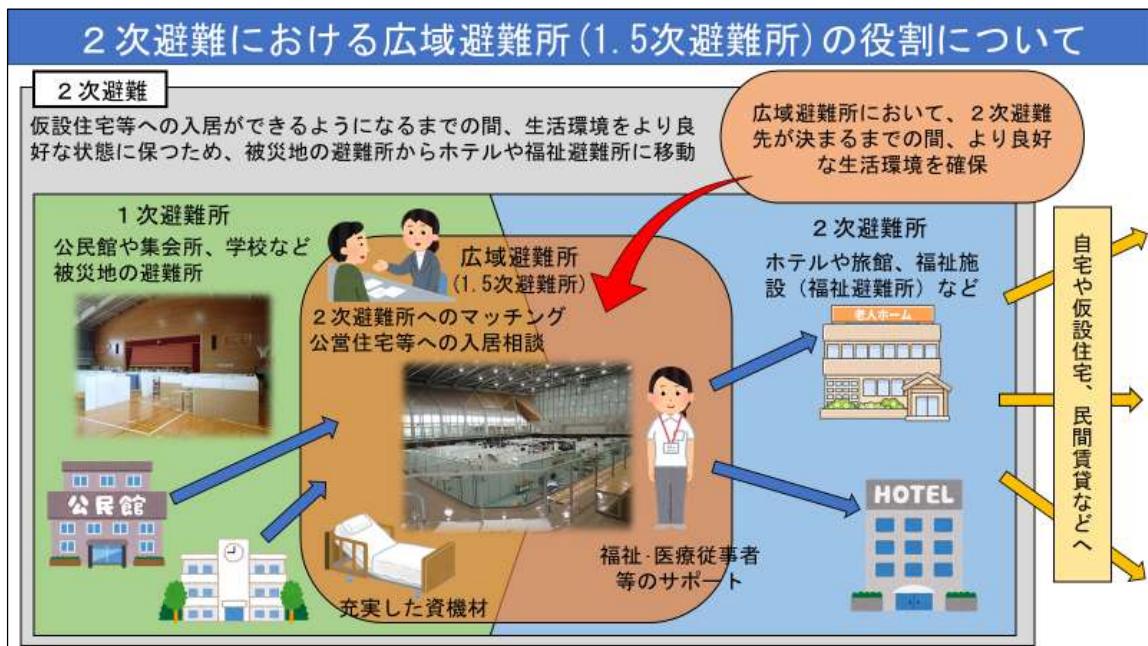 ２次避難における広域避難所(1.5次避難所)の役割について
２次避難
仮設住宅等への入居ができるようになるまでの間、生活環境をより良
好な状態に保つため、被災地の避難所からホテルや福祉避難所に移動
広域避難所において、２次避難
先が決まるまでの間、より良好
な生活環境を確保
１次避難所
公民館や集会所、学校など
被災地の避難所
公民館
広域避難所
(1.5次避難所)
２次避難所へのマッチング
公営住宅等への入居相談
充実した資機材
福祉・医療従事者
等のサポート
２次避難所
ホテルや旅館、福祉施
設（福祉避難所）など
老人ホーム
HOTEL
自宅や仮設住宅、民間賃貸などへ